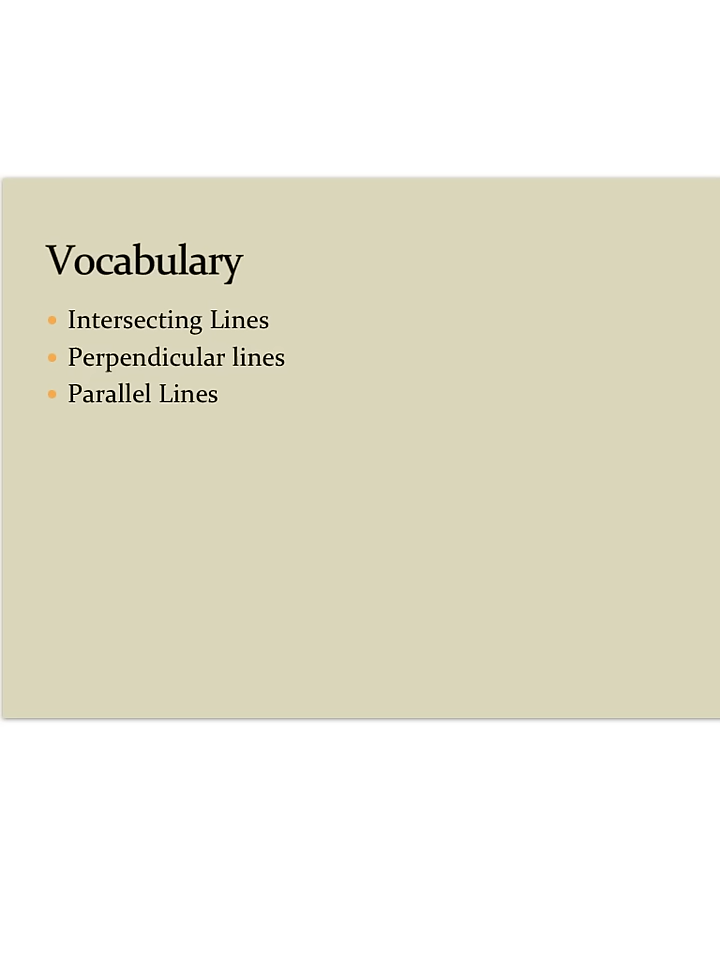 Vocabulary
Intersecting Lines
Perpendicular lines
Parallel Lines